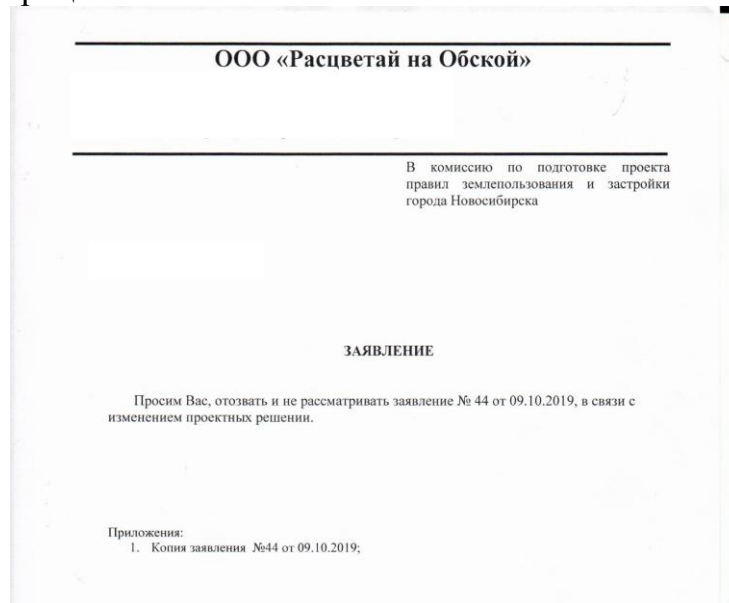 ООО «Расцветай на Обской»
В комиссию по подготовке проекта
правил землепользования и застройки
города Новосибирска
ЗАЯВЛЕНИЕ
Просим Вас, отозвать и не рассматривать заявление № 44 от 09.10.2019, в связи с
изменением проектных решении.
Приложения:
1. Копия заявления №44 от 09.10.2019;